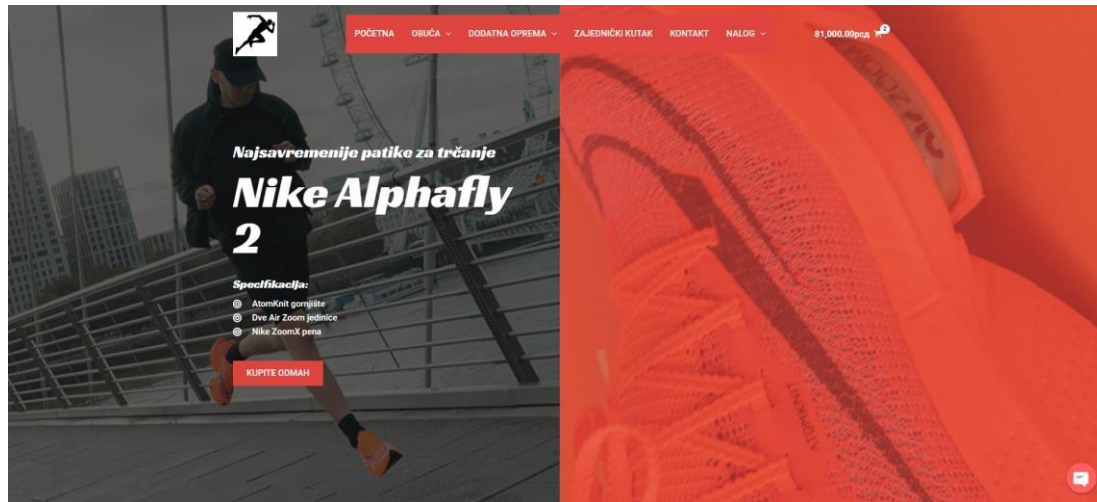 POČETNA OBUĆA DODATNA OPREMA ZAJEDNIČKI KUTAK KONTAKT NALOG 81,000.00рсд 2
Najsavremenije patike za trčanje
Nike Alphafly
2
Specifikacija:
AtomKnit gornjište
Dve Air Zoom jedinice
Nike ZoomX pena
KUPITE ODMAH
ATOMKNIT